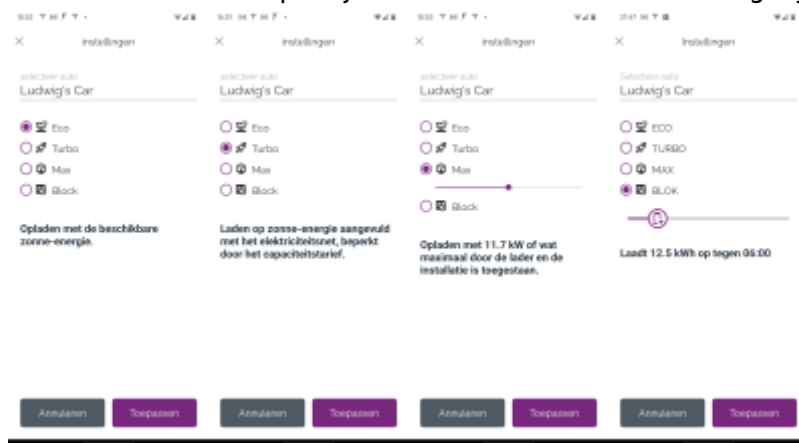 instellingen
selecteer auto
Ludwig's Car
Eco
Turbo
Max
Block
Opladen met de beschikbare
zonne-energie.
Annuleren
Toepassen
instellingen
selecteer auto
Ludwig's Car
Eco
Turbo
Max
Block
Laden op zonne-energie aangevuld
met het elektriciteitsnet, beperkt
door het capaciteitstarief.
Annuleren
Toepassen
instellingen
selecteer auto
Ludwig's Car
Eco
Turbo
Max
Block
Opladen met 11.7 kW of wat
maximaal door de lader en de
installatie is toegestaan.
Annuleren
Toepassen
Instellingen
Selecteer auto
Ludwig's Car
ECO
TURBO
MAX
BLOK
Laadt 12.5 kWh op tegen 06:00
Annuleren
Toepassen